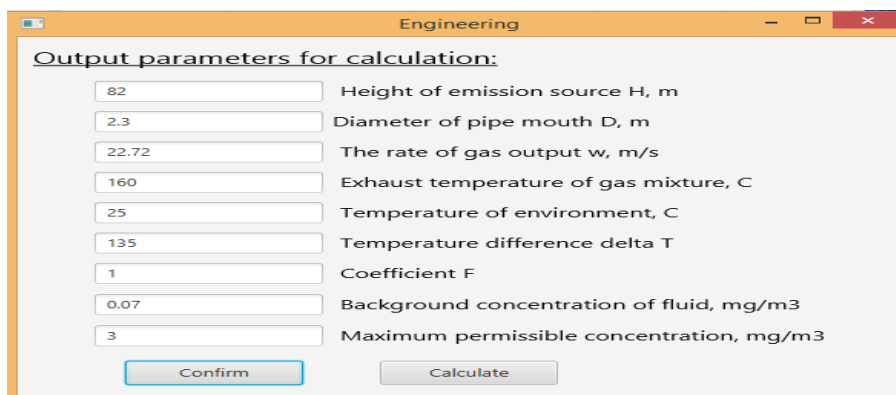 Engineering
Output parameters for calculation:
82 Height of emission source H, m
2.3 Diameter of pipe mouth D, m
22.72 The rate of gas output w, m/s
160 Exhaust temperature of gas mixture, C
25 Temperature of environment, C
135 Temperature difference delta T
1 Coefficient F
0.07 Background concentration of fluid, mg/m3
3 Maximum permissible concentration, mg/m3
Confirm Calculate